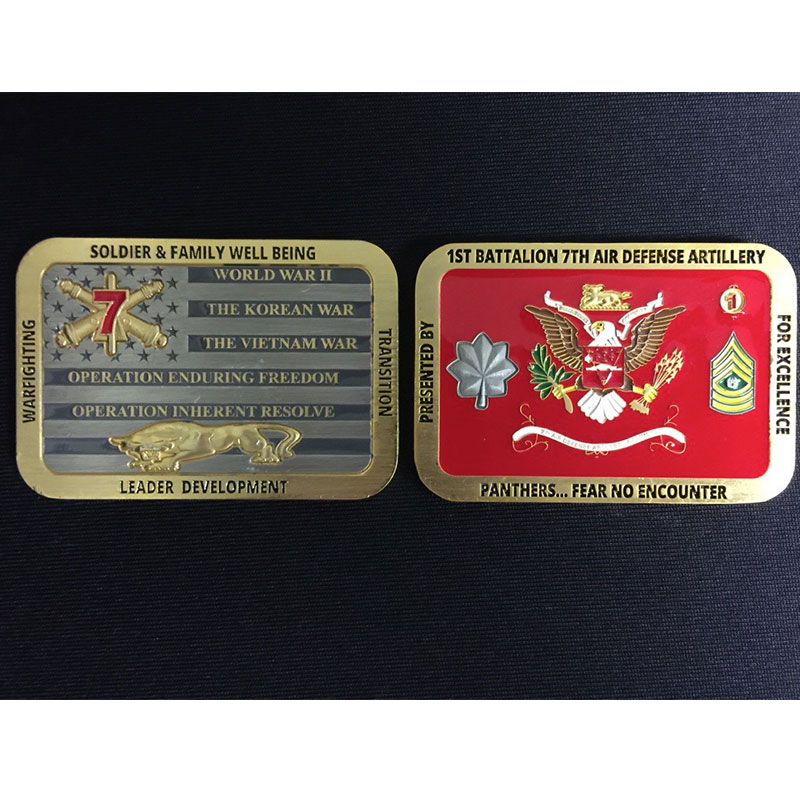 SOLDIER & FAMILY WELL BEING
WARFIGHTING
7
WORLD WAR II
THE KOREAN WAR
THE VIETNAM WAR
OPERATION ENDURING FREEDOM
OPERATION INHERENT RESOLVE
TRANSITION
LEADER DEVELOPMENT
1ST BATTALION 7TH AIR DEFENSE ARTILLERY
PRESENTED BY
1
FOR EXCELLENCE
PANTHERS... FEAR NO ENCOUNTER